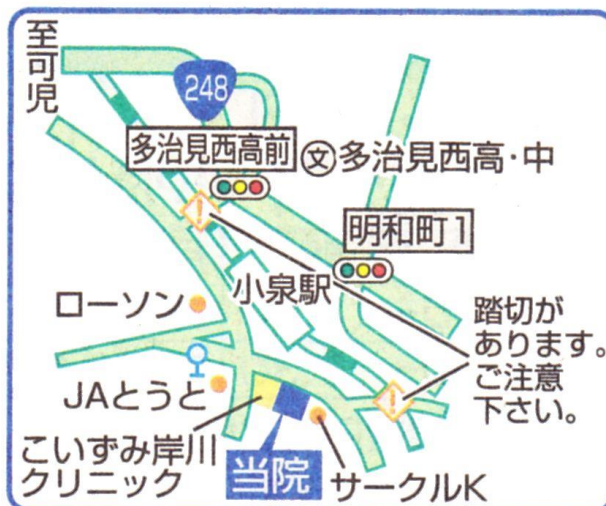 至可児
248
多治見西高前
文多治見西高・中
明和町1
小泉駅
ローソン
踏切が
あります。
ご注意
下さい。
JAとうと
こいずみ岸川
クリニック
当院
サークルK